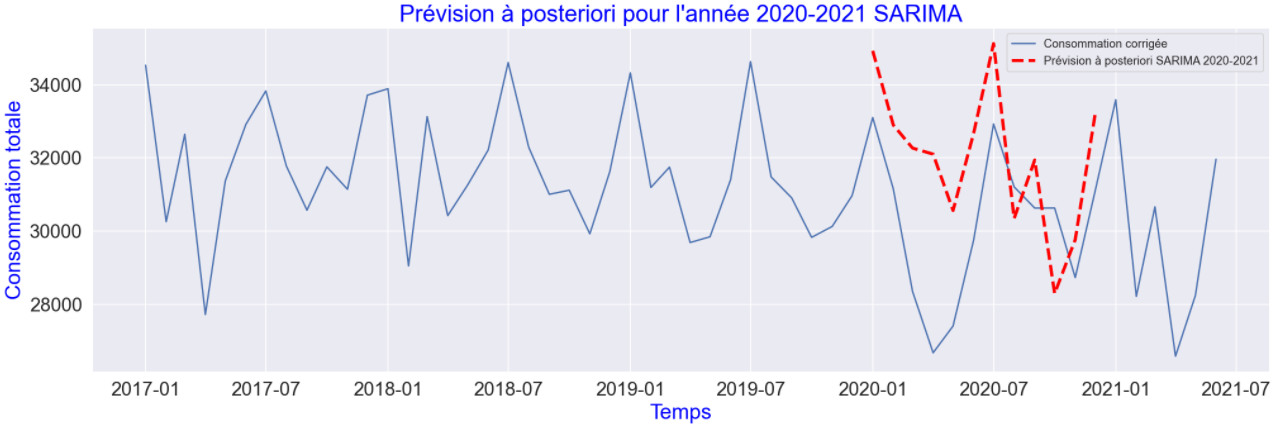 Prévision à posteriori pour l'année 2020-2021 SARIMA
Consommation corrigée
Prévision à posteriori SARIMA 2020-2021
Consommation totale
34000
32000
30000
28000
2017-01 2017-07 2018-01 2018-07 2019-01 2019-07 2020-01 2020-07 2021-01 2021-07
Temps